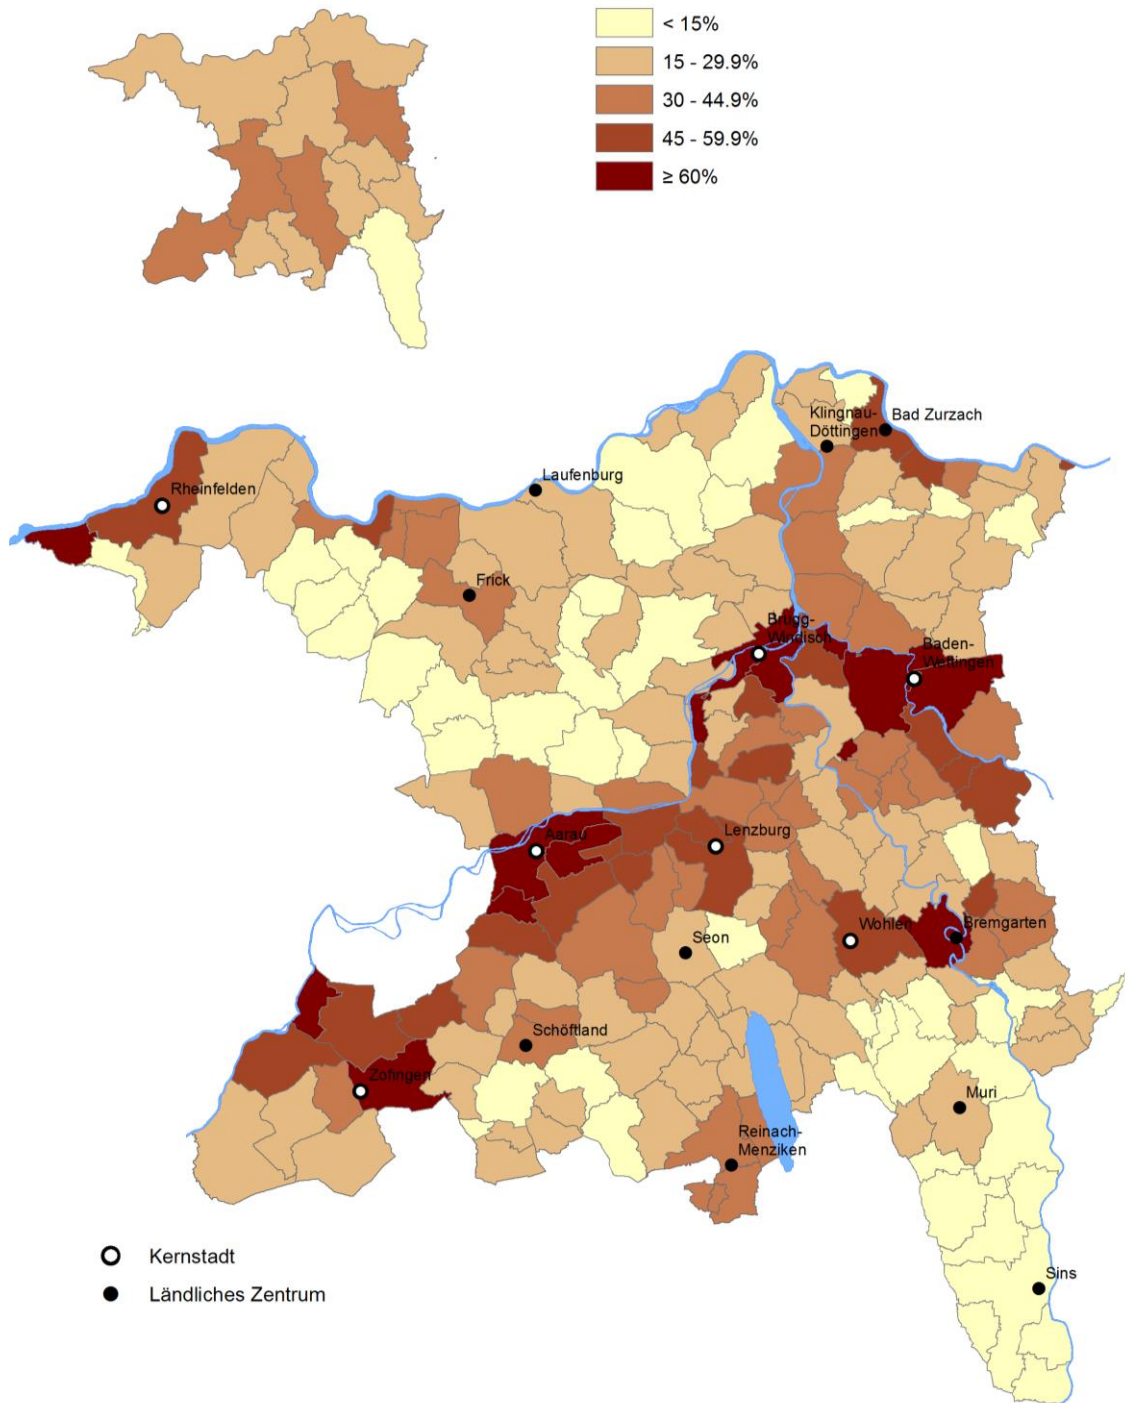 < 15%
15 - 29.9%
30 - 44.9%
45 - 59.9%
≥ 60%
Klingnau-
Döttingen
Bad Zurzach
Laufenburg
Rheinfelden
Frick
Brugg-
Windisch
Baden-
Wettingen
Aarau
Lenzburg
Wohlen
Bremgarten
Seon
Schöftland
Zofingen
Muri
Reinach-
Menziken
Sins
Kernstadt
Ländliches Zentrum